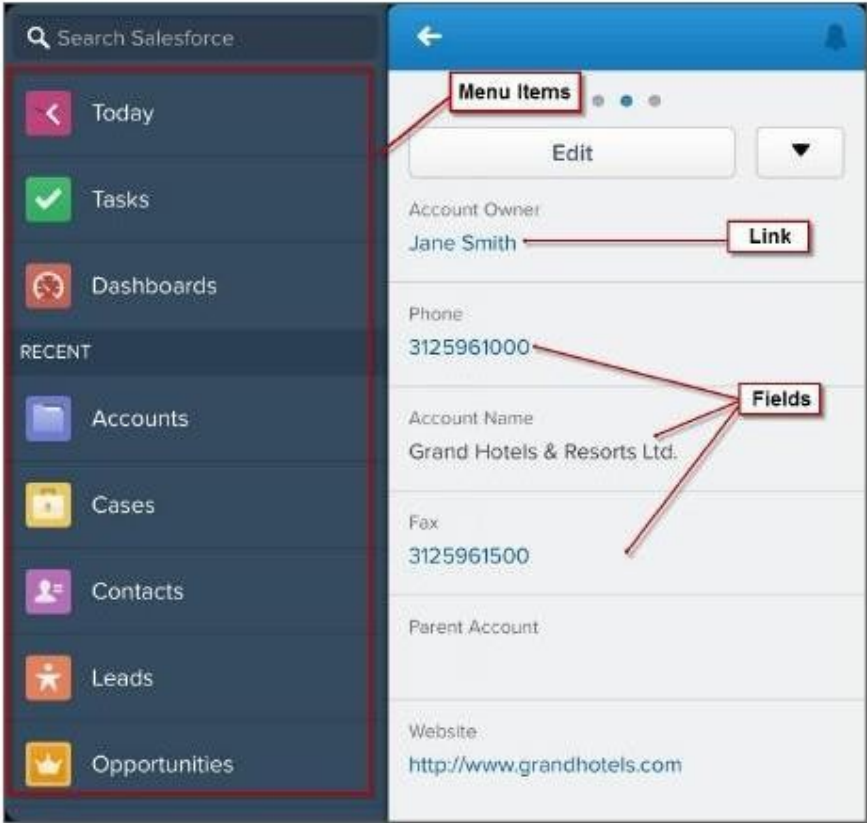 Search Salesforce
Today
Tasks
Dashboards
RECENT
Accounts
Cases
Contacts
Leads
Opportunities
Menu Items
Edit
Account Owner
Jane Smith
Link
Phone
3125961000
Fields
Account Name
Grand Hotels & Resorts Ltd.
Fax
3125961500
Parent Account
Website
http://www.grandhotels.com